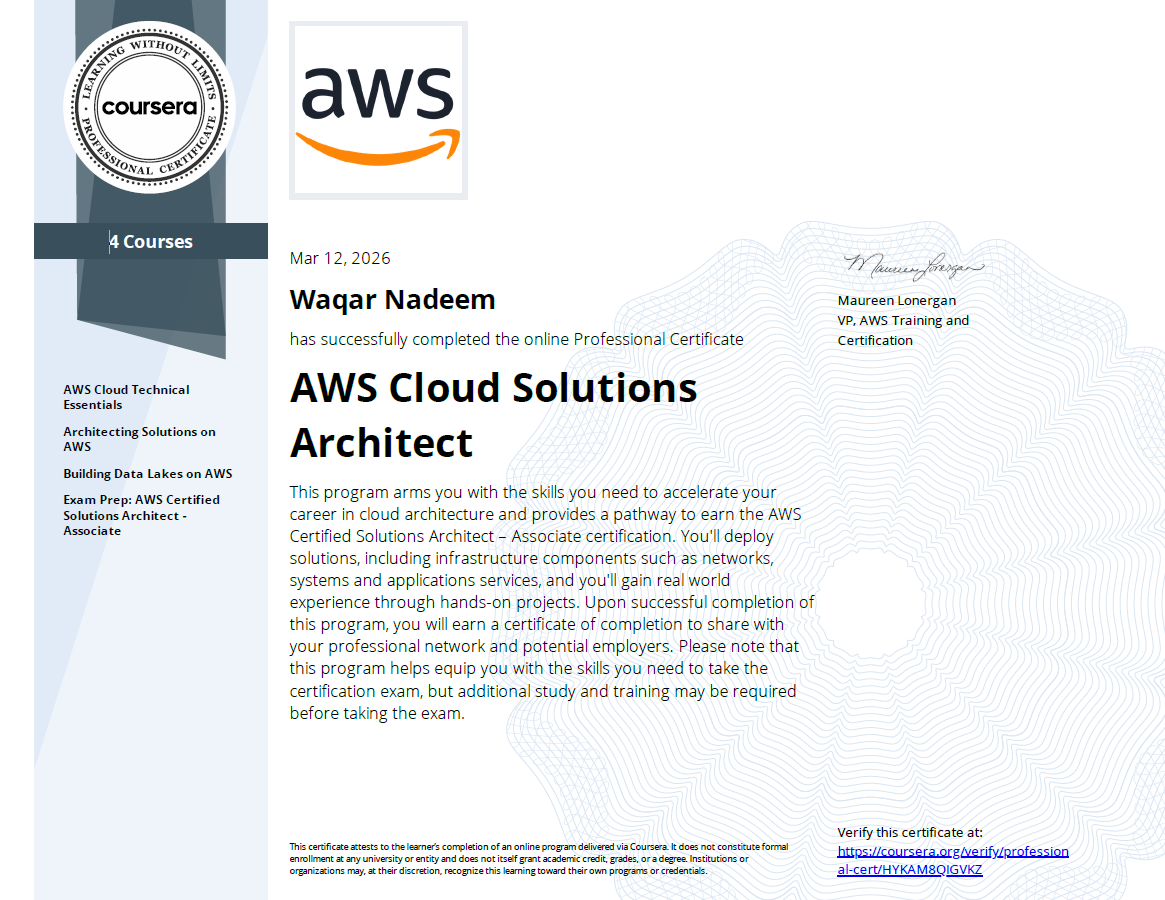 LEARNING WITHOUT LIMITS
coursera
PROFESSIONAL CERTIFICATE
4 Courses
AWS Cloud Technical
Essentials
Architecting Solutions on
AWS
Building Data Lakes on AWS
Exam Prep: AWS Certified
Solutions Architect -
Associate
aws
Mar 12, 2026
Waqar Nadeem
has successfully completed the online Professional Certificate
AWS Cloud Solutions
Architect
This program arms you with the skills you need to accelerate your
career in cloud architecture and provides a pathway to earn the AWS
Certified Solutions Architect – Associate certification. You'll deploy
solutions, including infrastructure components such as networks,
systems and applications services, and you'll gain real world
experience through hands-on projects. Upon successful completion of
this program, you will earn a certificate of completion to share with
your professional network and potential employers. Please note that
this program helps equip you with the skills you need to take the
certification exam, but additional study and training may be required
before taking the exam.
This certificate attests to the learner's completion of an online program delivered via Coursera. It does not constitute formal
enrollment at any university or entity and does not itself grant academic credit, grades, or a degree. Institutions or
organizations may, at their discretion, recognize this learning toward their own programs or credentials.
Maureen Lonergan
Maureen Lonergan
VP, AWS Training and
Certification
Verify this certificate at:
https://coursera.org/verify/profession
al-cert/HYKAM8QIGVKZ